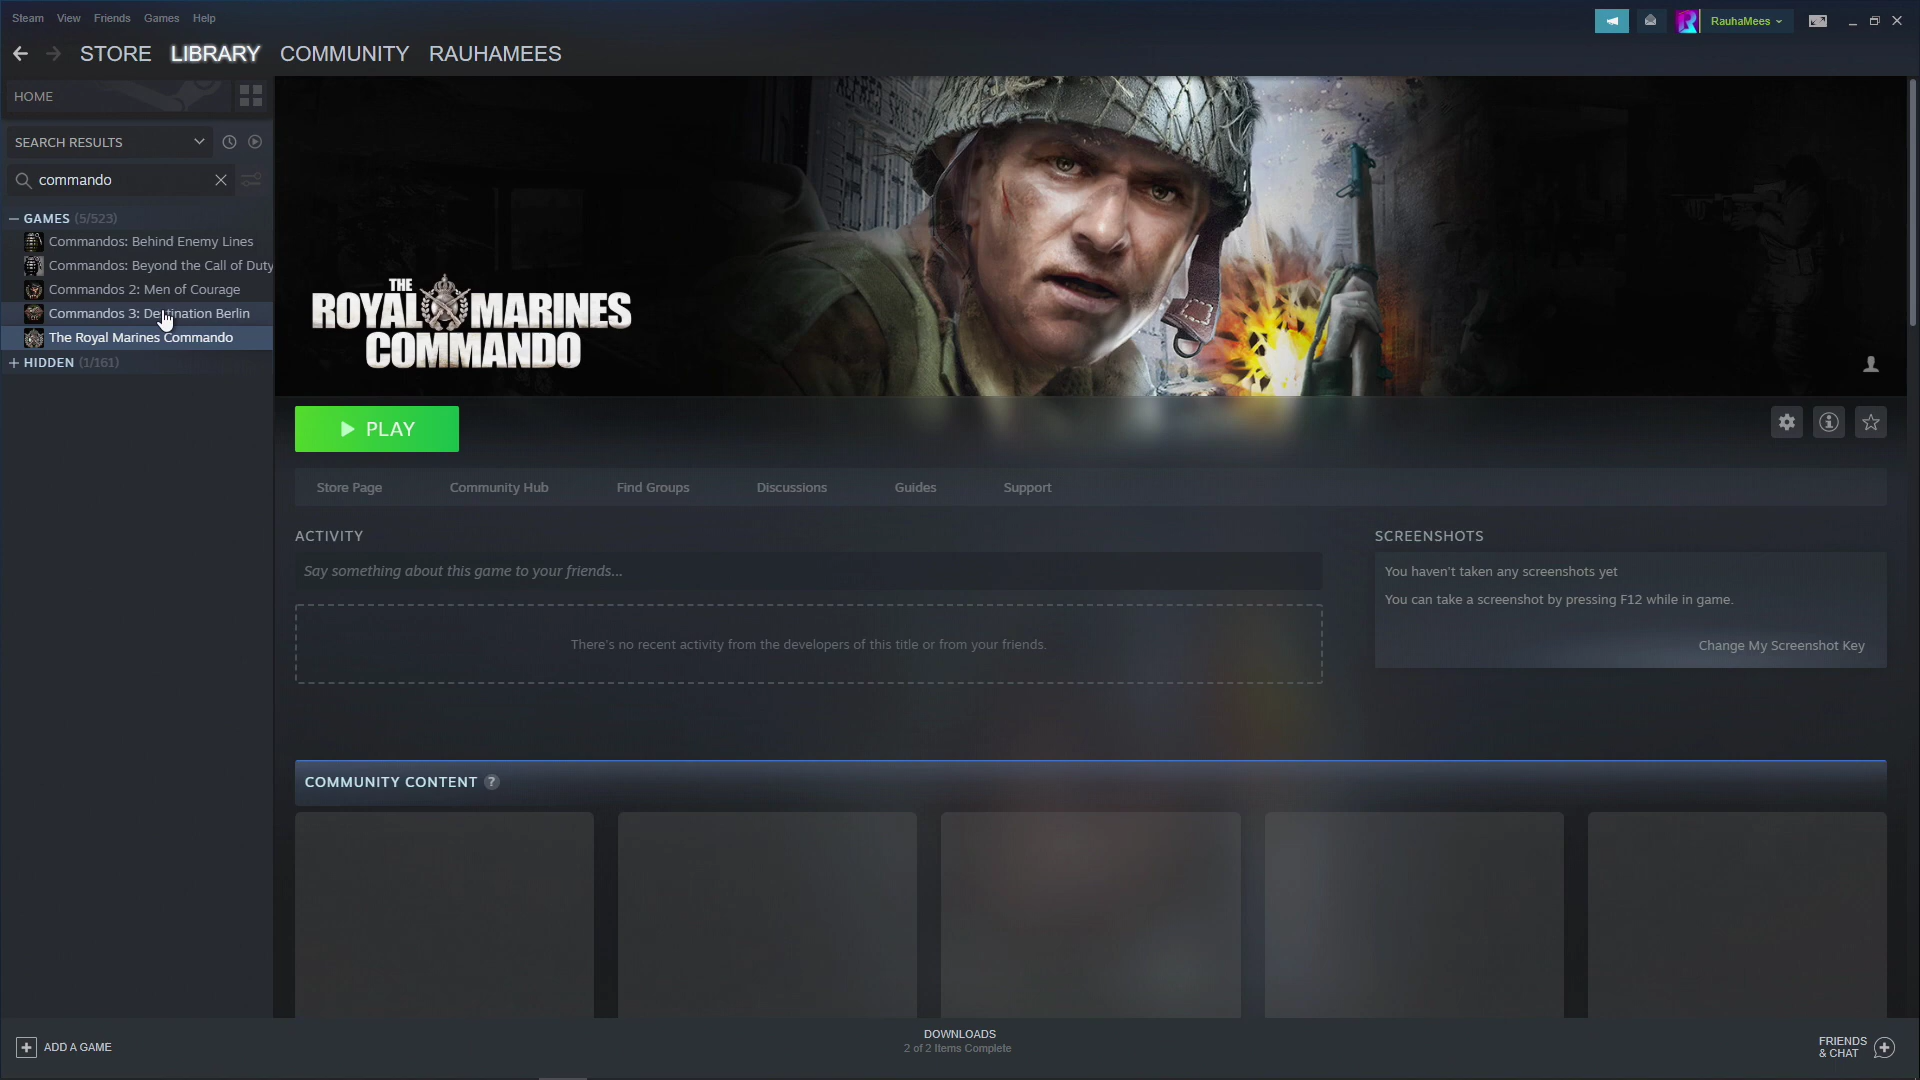 Steam View Friends Games Help
RauhaMees
STORE LIBRARY COMMUNITY RAUHAMEES
HOME
SEARCH RESULTS
commando
GAMES (5/523)
Commandos: Behind Enemy Lines
Commandos: Beyond the Call of Duty
Commandos 2: Men of Courage
Commandos 3: Destination Berlin
The Royal Marines Commando
HIDDEN (1/161)
THE
ROYAL MARINES
COMMANDO
PLAY
Store Page Community Hub Find Groups Discussions Guides Support
ACTIVITY
Say something about this game to your friends...
There's no recent activity from the developers of this title or from your friends.
SCREENSHOTS
You haven't taken any screenshots yet
You can take a screenshot by pressing F12 while in game.
Change My Screenshot Key
COMMUNITY CONTENT ?
ADD A GAME
DOWNLOADS
2 of 2 Items Complete
FRIENDS
& CHAT